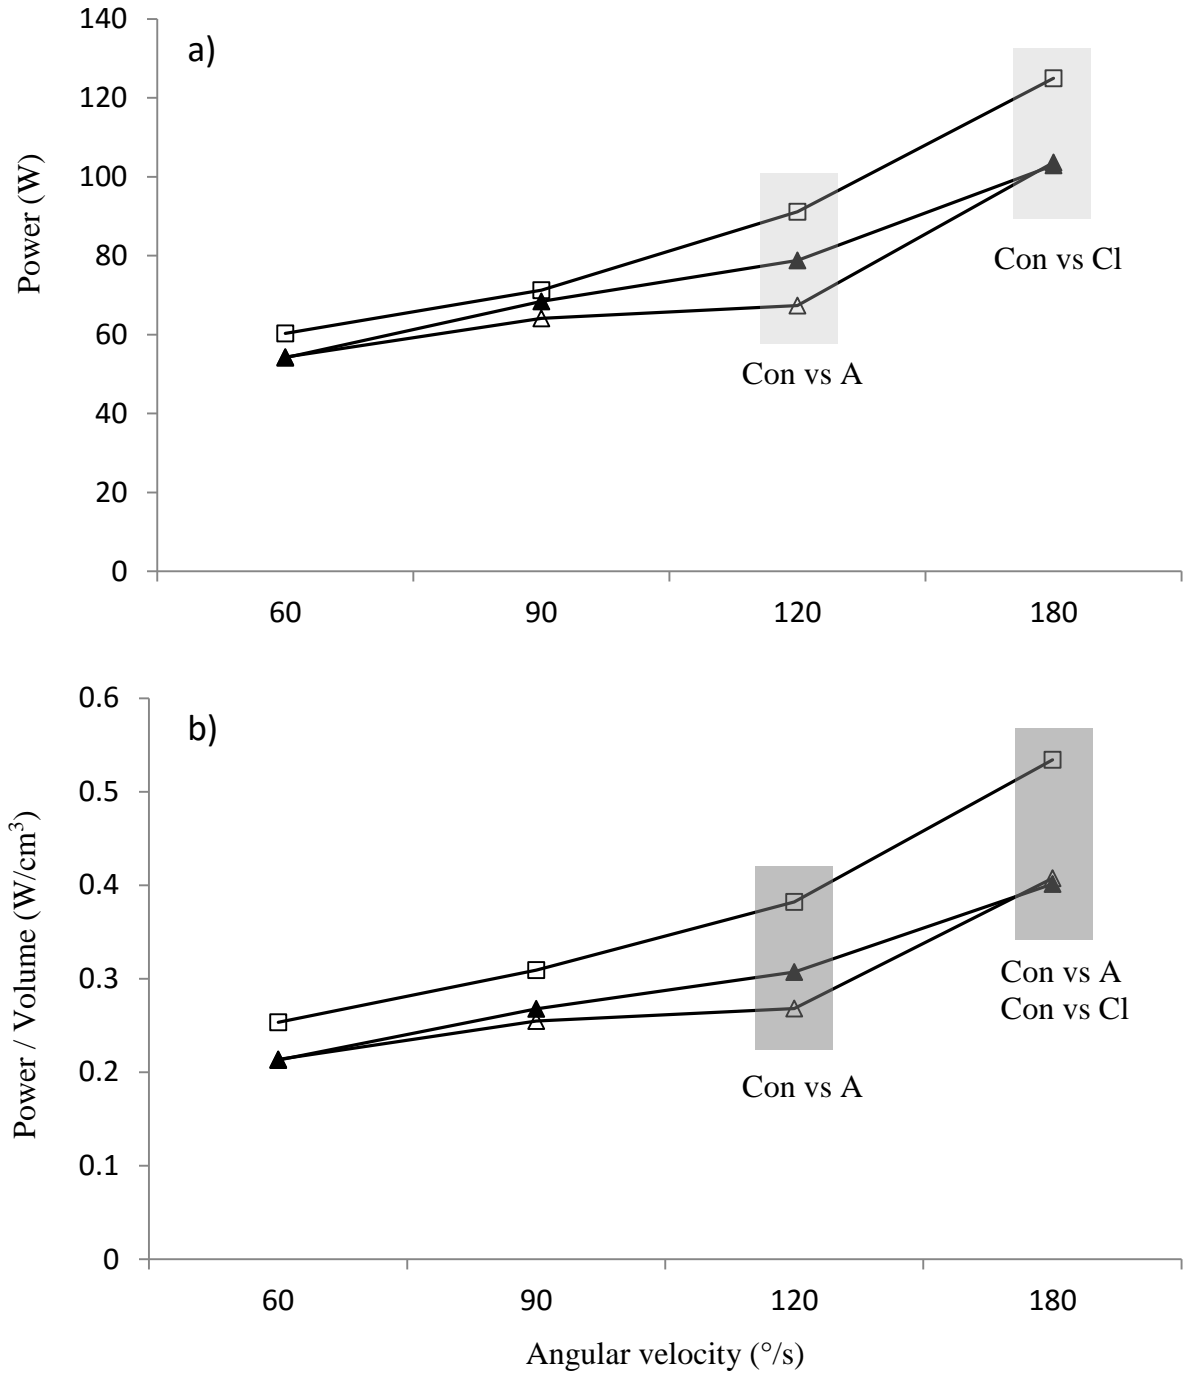 a)
Power (W)
140
120
100
80
60
40
20
0
Con vs A
Con vs Cl
60 90 120 180
b)
Power / Volume (W/cm³)
0.6
0.5
0.4
0.3
0.2
0.1
0
Con vs A
Con vs A
Con vs Cl
60 90 120 180
Angular velocity (°/s)